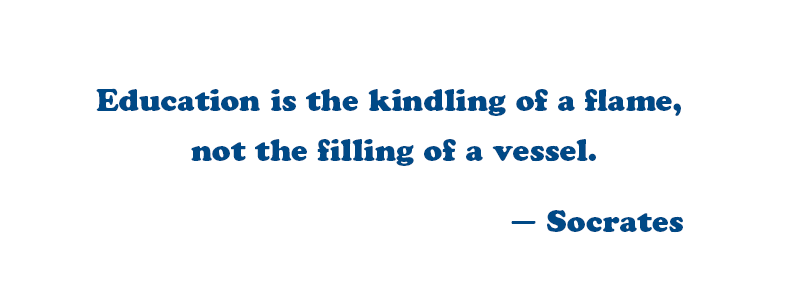 Education is the kindling of a flame,
not the filling of a vessel.
— Socrates